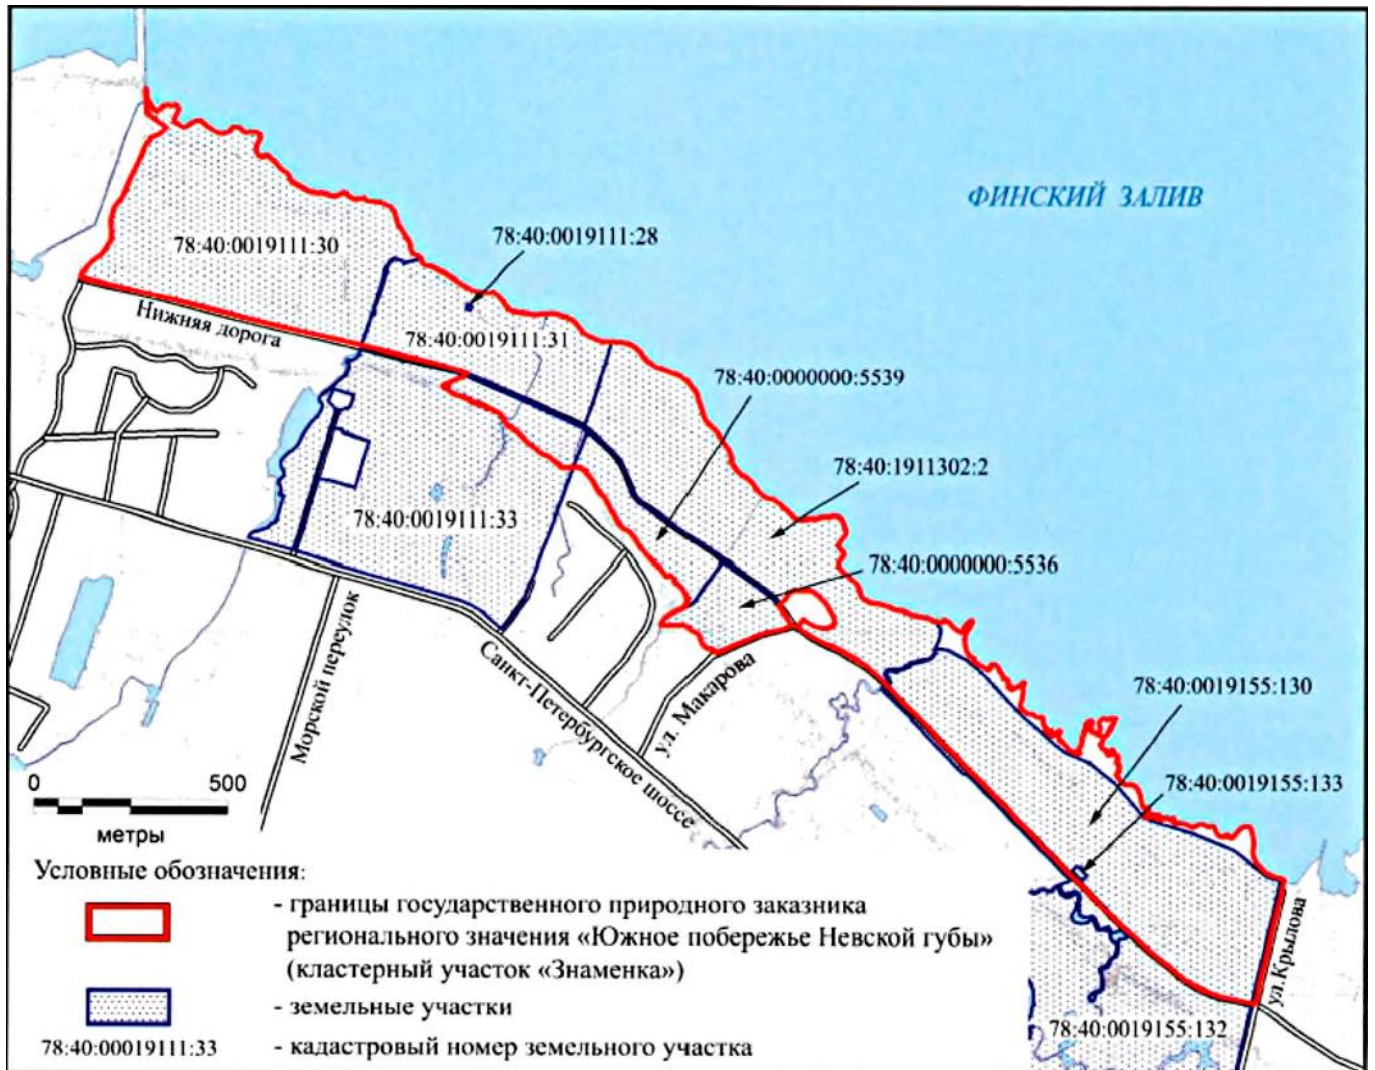 ФИНСКИЙ ЗАЛИВ
78:40:0019111:28
78:40:0019111:30
Нижняя дорога
78:40:0019111:31
78:40:0000000:5539
78:40:1911302:2
78:40:0019111:33
78:40:0000000:5536
Морской переулок
Санкт-Петербургское шоссе
ул. Макарова
78:40:0019155:130
78:40:0019155:133
0 500
метры
ул.Крылова
78:40:0019155:132
Условные обозначения:
- границы государственного природного заказника
регионального значения «Южное побережье Невской губы»
(кластерный участок «Знаменка»)
- земельные участки
78:40:00019111:33 - кадастровый номер земельного участка